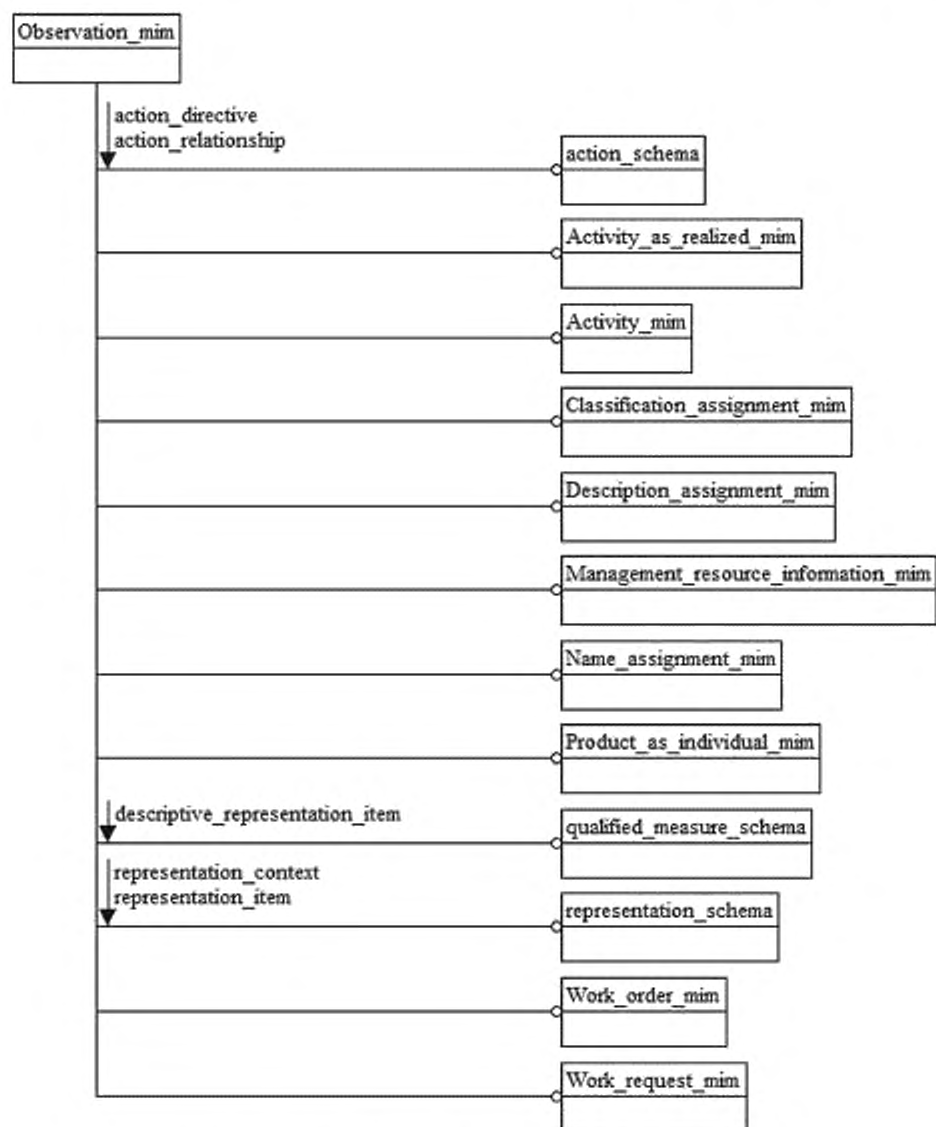 Observation_mim
action_directive
action_relationship
action_schema
Activity_as_realized_mim
Activity_mim
Classification_assignment_mim
Description_assignment_mim
Management_resource_information_mim
Name_assignment_mim
Product_as_individual_mim
descriptive_representation_item
qualified_measure_schema
representation_context
representation_item
representation_schema
Work_order_mim
Work_request_mim